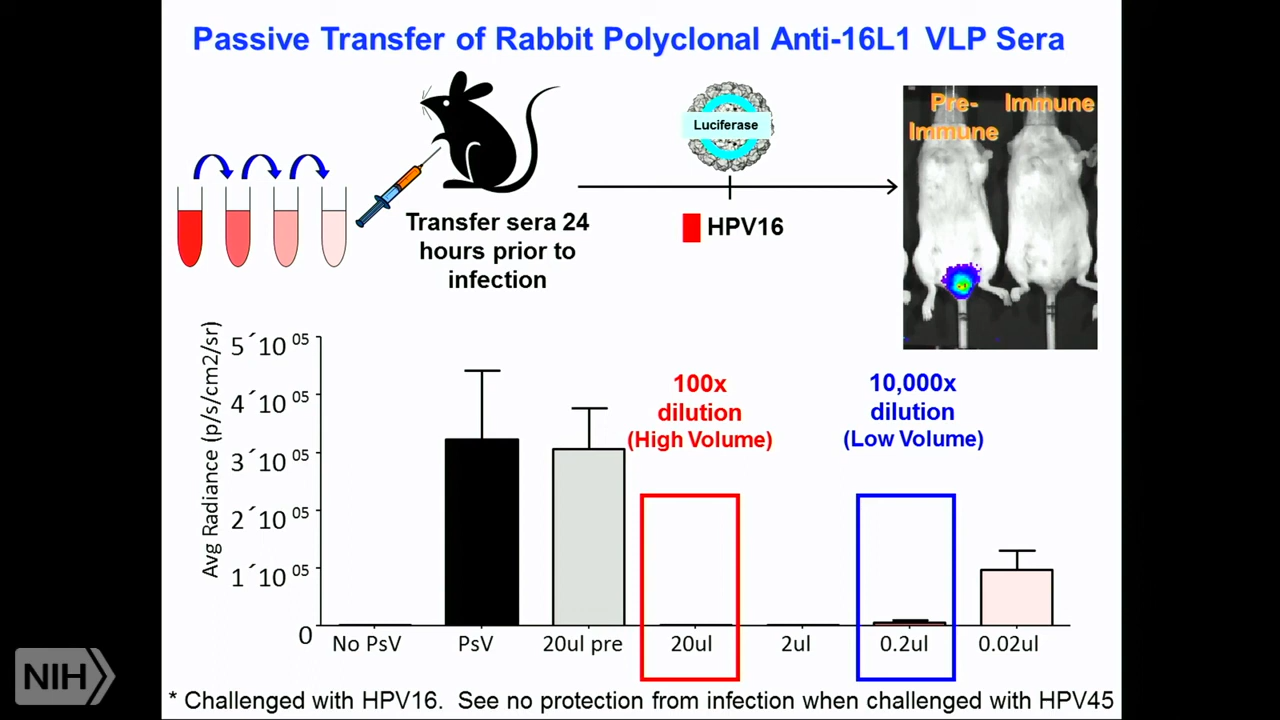 Passive Transfer of Rabbit Polyclonal Anti-16L1 VLP Sera
Pre-
Immune
Immune
Luciferase
Transfer sera 24
hours prior to
infection
HPV16
Avg Radiance (p/s/cm2/sr)
5´10 05
4´10 05
3´10 05
2´10 05
1´10 05
0
100x
dilution
(High Volume)
10,000x
dilution
(Low Volume)
No PsV
PsV
20ul pre
20ul
2ul
0.2ul
0.02ul
NIH
* Challenged with HPV16. See no protection from infection when challenged with HPV45